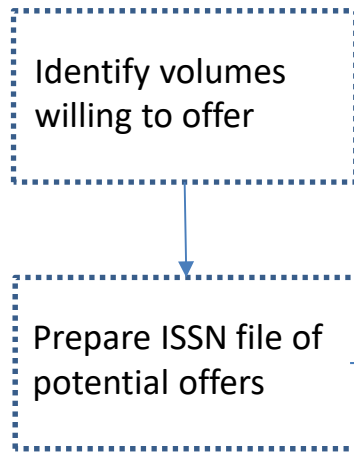 Identify volumes
willing to offer
Prepare ISSN file of
potential offers